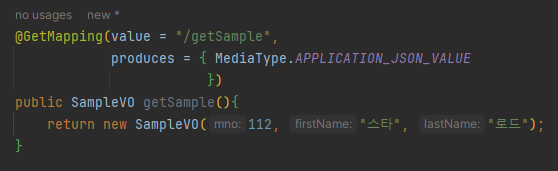 no usages   new *
@GetMapping(value = "/getSample",
            produces = { MediaType.APPLICATION_JSON_VALUE
                        })
public SampleVO getSample(){
    return new SampleVO( mno: 112,  firstName: "스타",  lastName: "로드");
}